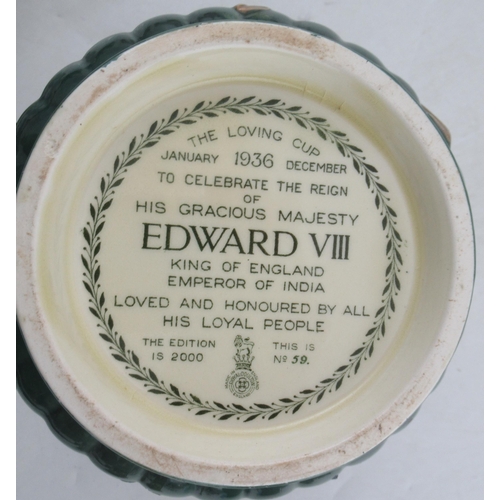 THE LOVING CUP
JANUARY 1936 DECEMBER
TO CELEBRATE THE REIGN
OF
HIS GRACIOUS MAJESTY
EDWARD VIII
KING OF ENGLAND
EMPEROR OF INDIA
LOVED AND HONOURED BY ALL
HIS LOYAL PEOPLE
THE EDITION
IS 2000
THIS IS
No 59.